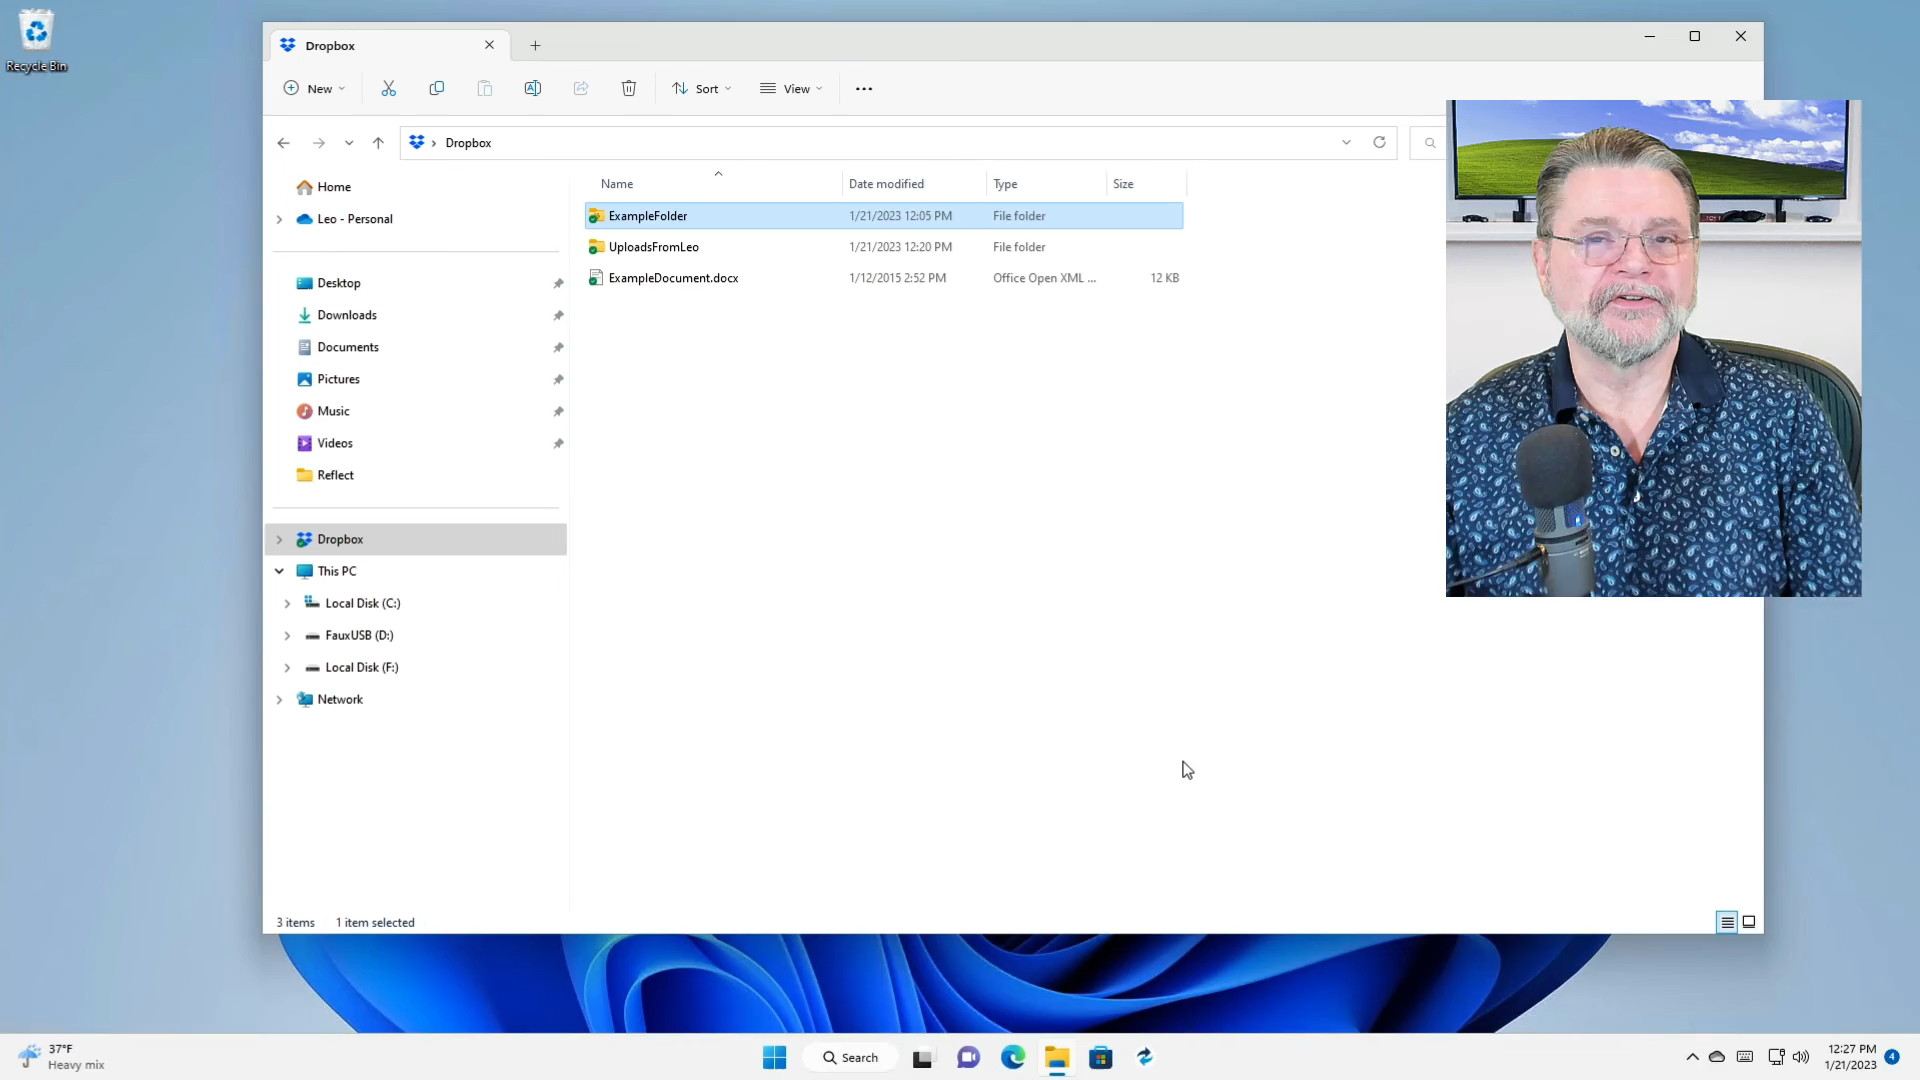 Recycle Bin
Dropbox
New
Sort
View
Dropbox
Home
Leo - Personal
Desktop
Downloads
Documents
Pictures
Music
Videos
Reflect
Dropbox
This PC
Local Disk (C:)
FauxUSB (D:)
Local Disk (F:)
Network
Name Date modified Type Size
ExampleFolder 1/21/2023 12:05 PM File folder
UploadsFromLeo 1/21/2023 12:20 PM File folder
ExampleDocument.docx 1/12/2015 2:52 PM Office Open XML ... 12 KB
3 items 1 item selected
37°F
Heavy mix
Search
12:27 PM
1/21/2023
4